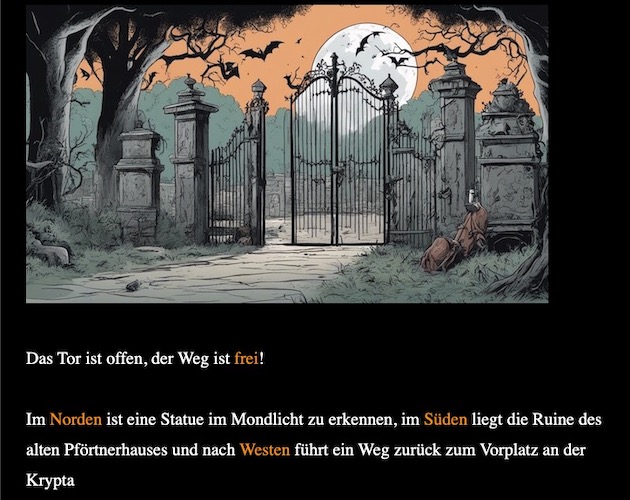 Das Tor ist offen, der Weg ist frei!
Im Norden ist eine Statue im Mondlicht zu erkennen, im Süden liegt die Ruine des
alten Pförtnerhauses und nach Westen führt ein Weg zurück zum Vorplatz an der
Krypta